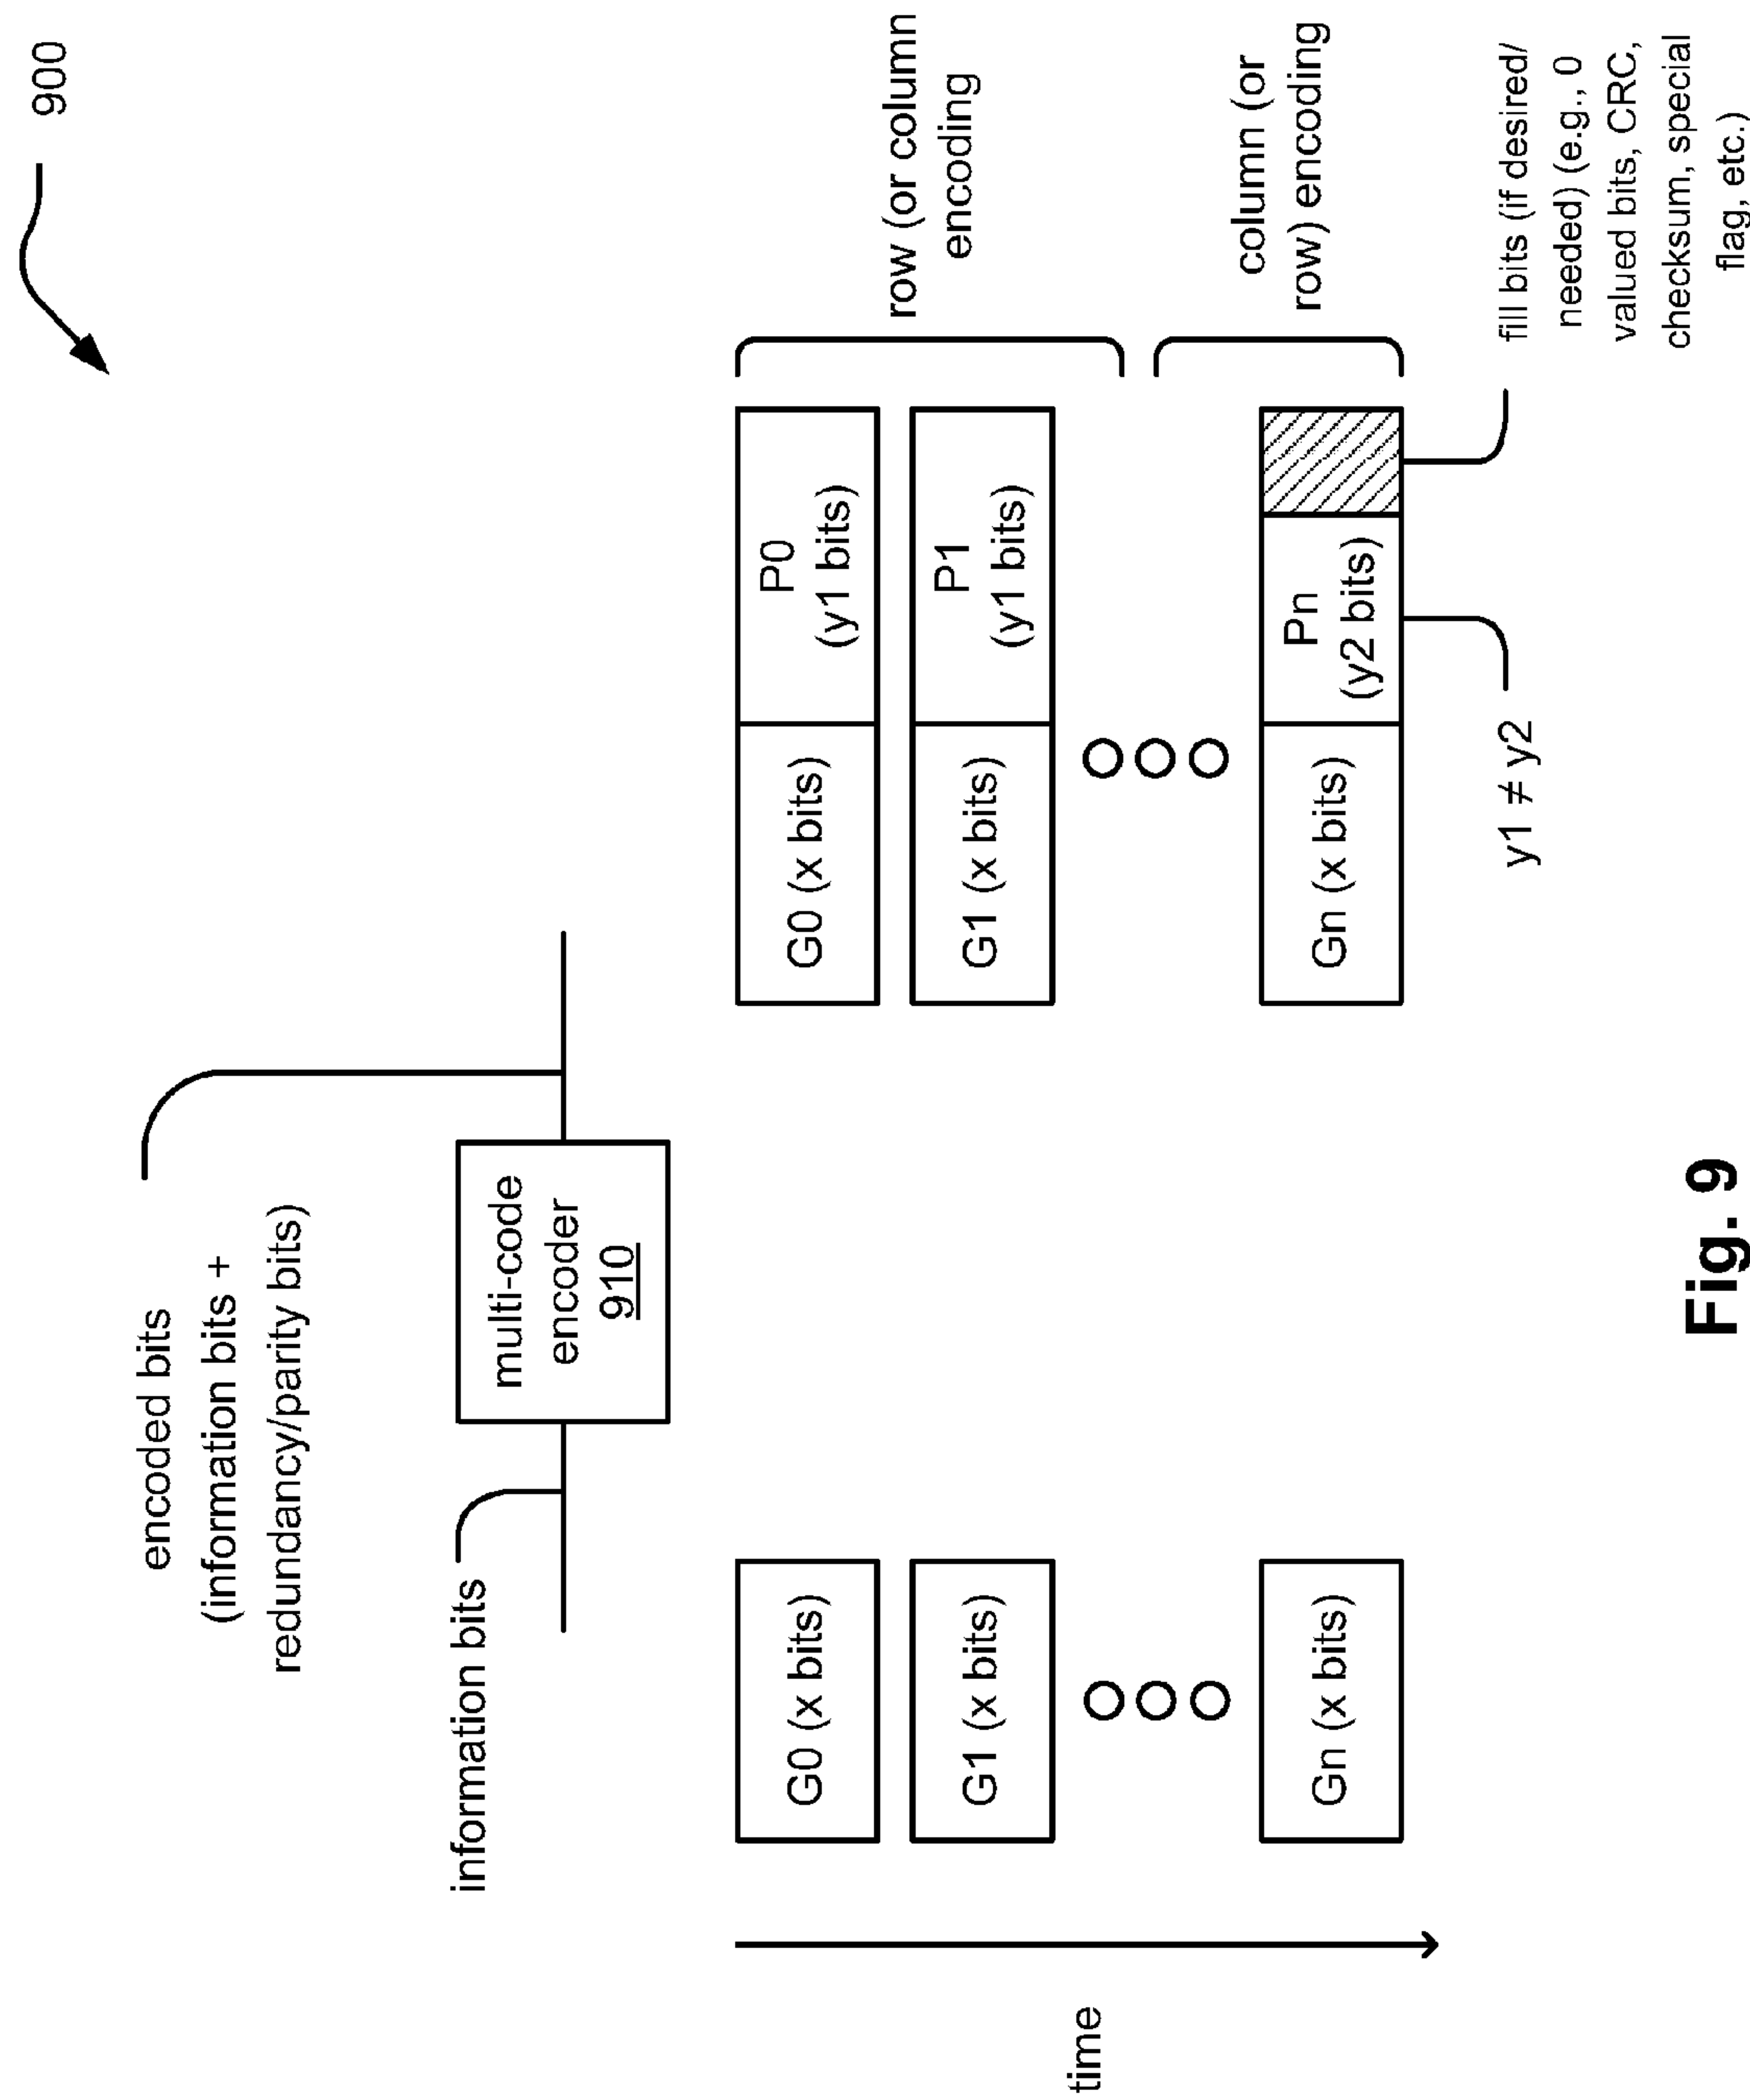 900
encoded bits
(information bits +
redundancy/parity bits)
information bits
multi-code
encoder
910
time
G0 (x bits)
G1 (x bits)
Gn (x bits)
G0 (x bits)
P0
(y1 bits)
G1 (x bits)
P1
(y1 bits)
Gn (x bits)
Pn
(y2 bits)
row (or column
encoding
column (or
row) encoding
y1 ≠ y2
fill bits (if desired/
needed) (e.g., 0
valued bits, CRC,
checksum, special
flag, etc.)
Fig. 9